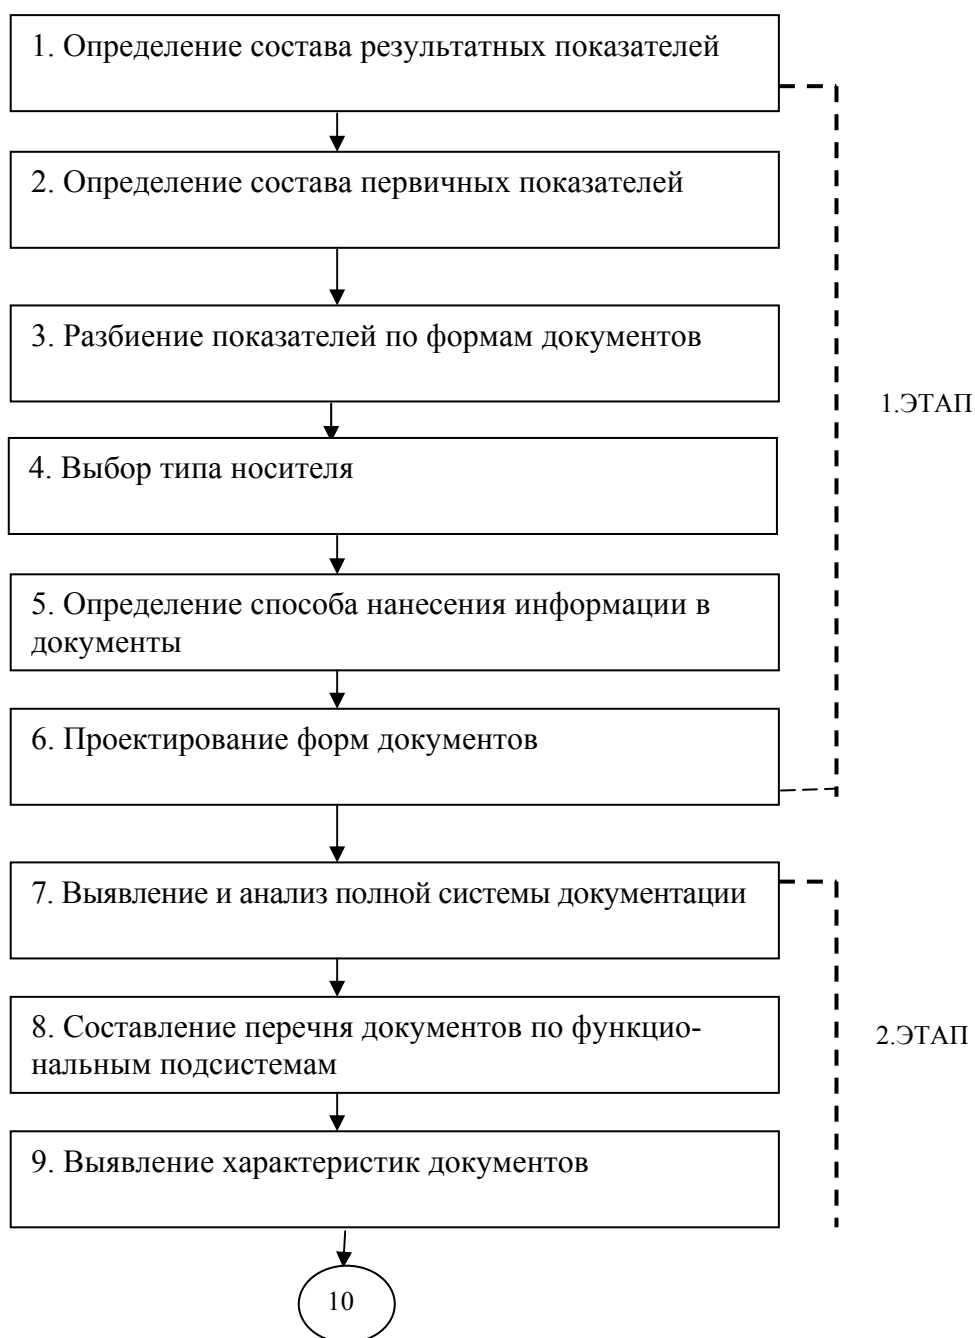 1. Определение состава результатных показателей
2. Определение состава первичных показателей
3. Разбиение показателей по формам документов
1.ЭТАП
4. Выбор типа носителя
5. Определение способа нанесения информации в
документы
6. Проектирование форм документов
7. Выявление и анализ полной системы документации
8. Составление перечня документов по функцио-
нальным подсистемам
2.ЭТАП
9. Выявление характеристик документов
10